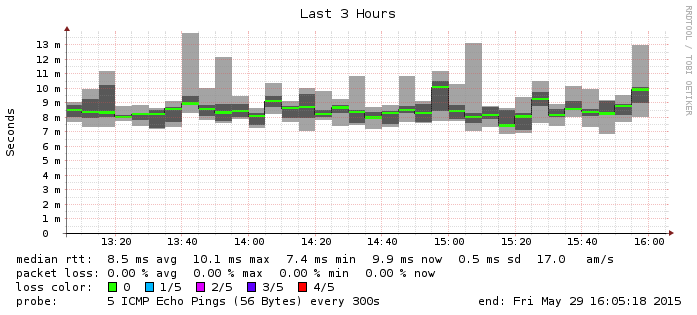 Last 3 Hours
RRDTOOL / TOBI OETIKER
Seconds
13 m
12 m
11 m
10 m
9 m
8 m
7 m
6 m
5 m
4 m
3 m
2 m
1 m
0
13:20 13:40 14:00 14:20 14:40 15:00 15:20 15:40 16:00
median rtt: 8.5 ms avg 10.1 ms max 7.4 ms min 9.9 ms now 0.5 ms sd 17.0 am/s
packet loss: 0.00 % avg 0.00 % max 0.00 % min 0.00 % now
loss color: 0 1/5 2/5 3/5 4/5
probe: 5 ICMP Echo Pings (56 Bytes) every 300s end: Fri May 29 16:05:18 2015